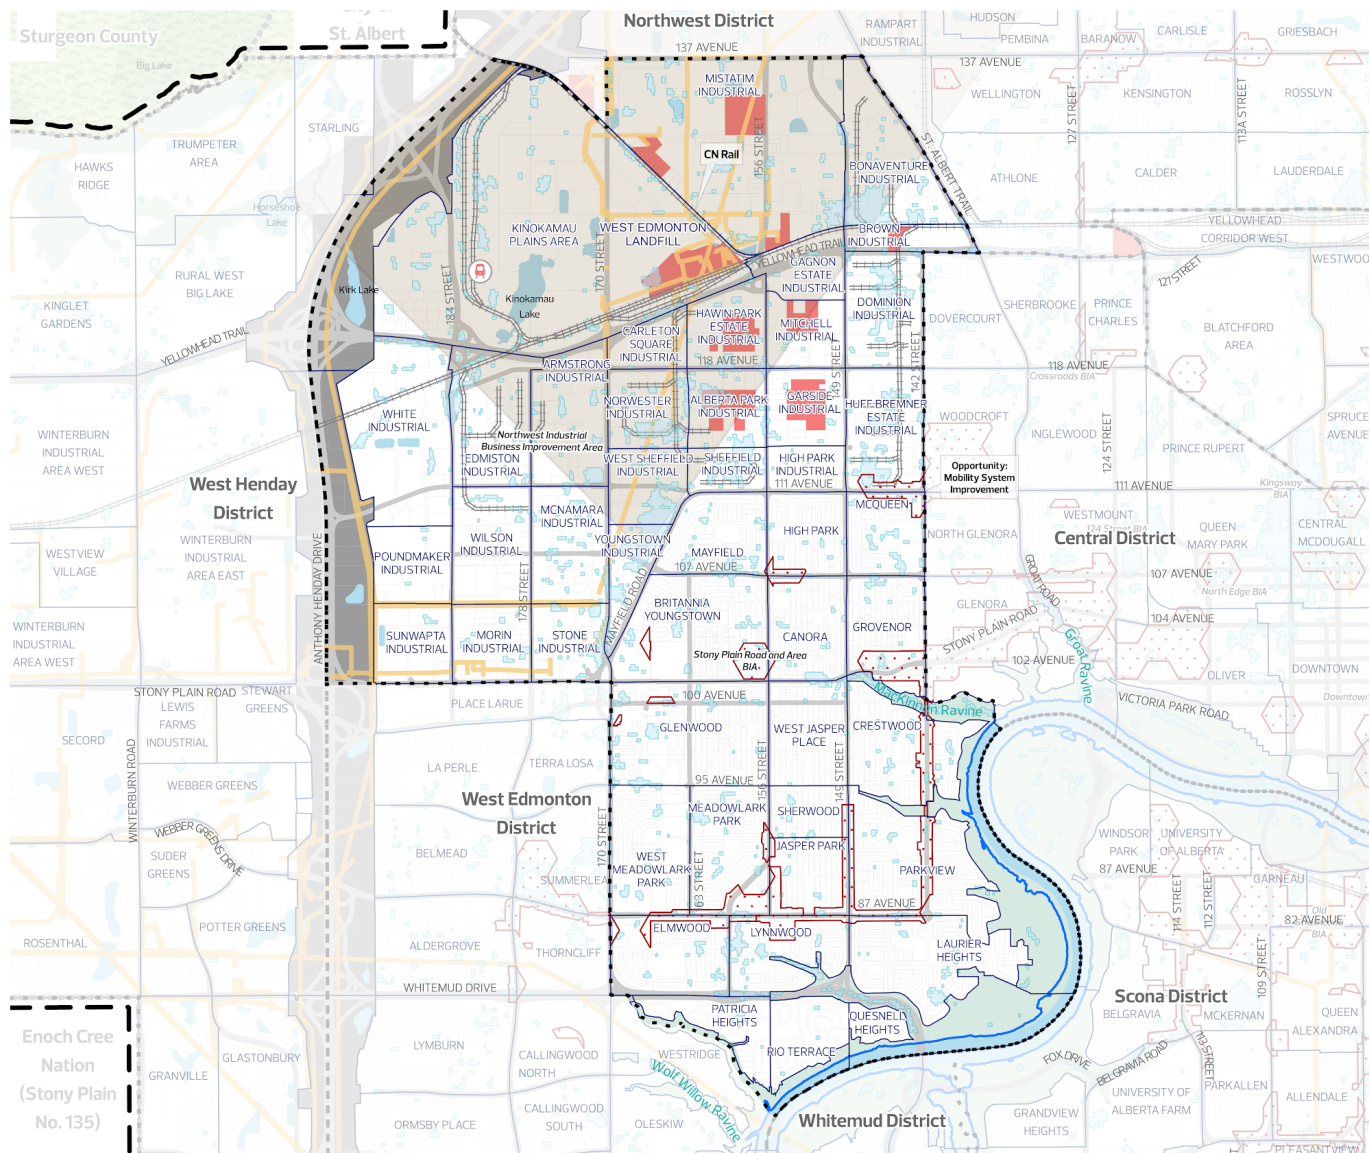 Northwest District
City of
St. Albert
Sturgeon County
Big Lake
RAMPART
INDUSTRIAL
HUDSON
PEMBINA
BARANOW
CARLISLE
GRIESBACH
137 AVENUE
137 AVENUE
MISTATIM
INDUSTRIAL
WELLINGTON
KENSINGTON
ROSSLYN
127 STREET
113A STREET
STARLING
TRUMPETER
AREA
HAWKS
RIDGE
CN Rail
156 STREET
BONAVENTURE
INDUSTRIAL
ST. ALBERT TRAIL
ATHLONE
CALDER
LAUDERDALE
Horseshoe
Lake
KINOKAMAU
PLAINS AREA
WEST EDMONTON
LANDFILL
170 STREET
BROWN
INDUSTRIAL
YELLOWHEAD TRAIL
YELLOWHEAD
CORRIDOR WEST
WESTWOO
127 STREET
GAGNON
ESTATE
INDUSTRIAL
RURAL WEST
BIG LAKE
Kirk Lake
184 STREET
Kinokamau
Lake
KINGLET
GARDENS
YELLOWHEAD TRAIL
HAWN PARK
ESTATE
INDUSTRIAL
MITCHELL
INDUSTRIAL
DOMINION
INDUSTRIAL
DOVERCOURT
SHERBROOKE
PRINCE
CHARLES
BLATCHFORD
AREA
CARLETON
SQUARE
INDUSTRIAL
118 AVENUE
118 AVENUE
Crossroads BIA
149 STREET
142 STREET
ARMSTRONG
INDUSTRIAL
NORWESTER
INDUSTRIAL
ALBERTA PARK
INDUSTRIAL
GARSIDE
INDUSTRIAL
HUFF BREMNER
ESTATE
INDUSTRIAL
WHITE
INDUSTRIAL
WOODCROFT
INGLEWOOD
124 STREET
PRINCE RUPERT
SPRUCE
AVENUE
WINTERBURN
INDUSTRIAL
AREA WEST
Northwest Industrial
Business Improvement Area
EDMISTON
INDUSTRIAL
WEST SHEFFIELD
INDUSTRIAL
SHEFFIELD
INDUSTRIAL
HIGH PARK
INDUSTRIAL
111 AVENUE
Opportunity:
Mobility System
Improvement
111 AVENUE
Kingsway
BIA
West Henday
District
MCQUEEN
WESTMOUNT
124 Street BIA
MCNAMARA
INDUSTRIAL
HIGH PARK
NORTH GLENORA
Central District
QUEEN
MARY PARK
CENTRAL
MCDOUGALL
WESTVIEW
VILLAGE
WINTERBURN
INDUSTRIAL
AREA EAST
POUNDMAKER
INDUSTRIAL
WILSON
INDUSTRIAL
YOUNGSTOWN
INDUSTRIAL
MAYFIELD
107 AVENUE
107 AVENUE
North Edge BIA
GROAT ROAD
ANTHONY HENDAY DRIVE
178 STREET
MAYFIELD ROAD
BRITANNIA
YOUNGSTOWN
GLENORA
104 AVENUE
STONY PLAIN ROAD
WINTERBURN
INDUSTRIAL
AREA WEST
SUNWAPTA
INDUSTRIAL
MORIN
INDUSTRIAL
STONE
INDUSTRIAL
CANORA
GROVENOR
Groat Ravine
102 AVENUE
Stony Plain Road and Area
BIA
OLIVER
DOWNTOWN
Downtown
STONY PLAIN ROAD
STEWART
GREENS
PLACE LARUE
100 AVENUE
MacKinnon Ravine
VICTORIA PARK ROAD
LEWIS
FARMS
INDUSTRIAL
GLENWOOD
WEST JASPER
PLACE
CRESTWOOD
SECORD
WINTERBURN ROAD
LA PERLE
TERRA LOSA
156 STREET
149 STREET
95 AVENUE
WEBBER GREENS
WEBBER GREENS DRIVE
West Edmonton
District
MEADOWLARK
PARK
SHERWOOD
170 STREET
WINDSOR
PARK
UNIVERSITY
OF ALBERTA
BELMEAD
JASPER PARK
SUDER
GREENS
WEST
MEADOWLARK
PARK
163 STREET
PARKVIEW
87 AVENUE
GARNEAU
SUMMERLEA
87 AVENUE
114 STREET
112 STREET
82 AVENUE
Old
BIA
POTTER GREENS
ROSENTHAL
ALDERGROVE
THORNCLIFF
ELMWOOD
LYNNWOOD
LAURIER
HEIGHTS
109 STREET
WHITEMUD DRIVE
Scona District
BELGRAVIA
MCKERNAN
QUEEN
ALEXANDRA
PATRICIA
HEIGHTS
QUESNELL
HEIGHTS
Enoch Cree
Nation
(Stony Plain
No. 135)
GLASTONBURY
GRANVILLE
LYMBURN
CALLINGWOOD
NORTH
WESTRIDGE
RIO TERRACE
FOX DRIVE
BELGRAVIA ROAD
113 STREET
PARKALLEN
Wolf Willow Ravine
UNIVERSITY OF
ALBERTA FARM
ALLENDALE
ORMSBY PLACE
CALLINGWOOD
SOUTH
OLESKIW
Whitemud District
GRANDVIEW
HEIGHTS
PLEASANTVIEW